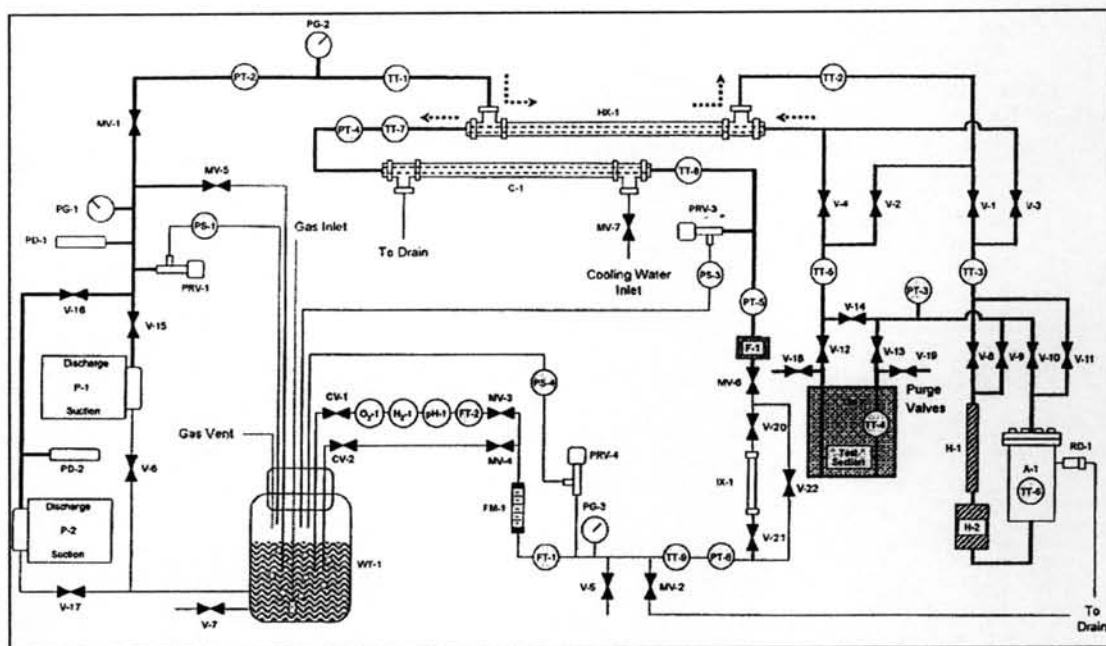 PG-2
PT-2
TT-1
TT-2
MV-1
HX-1
PT-4
TT-7
MV-5
C-1
TT-8
PG-1
PS-1
Gas Inlet
PRV-3
V-4
V-2
V-1
V-3
PD-1
To Drain
MV-7
PS-3
PRV-1
Cooling Water
Inlet
TT-5
TT-3
V-16
V-15
V-14
PT-3
PT-5
F-1
V-12
V-13
V-19
V-8
V-9
V-10
V-11
V-18
Discharge
P-1
Suction
PS-4
MV-6
Purge
Valves
CV-1
O₂-1
H₂-1
pH-1
FT-2
MV-3
TT-4
Gas Vent
V-20
Test
Section
H-1
RD-1
CV-2
MV-4
PRV-4
A-1
PD-2
V-6
IX-1
V-22
TT-6
Discharge
P-2
Suction
FM-1
PG-3
H-2
V-21
WT-1
FT-1
TT-9
PT-6
V-17
V-5
MV-2
V-7
To
Drain